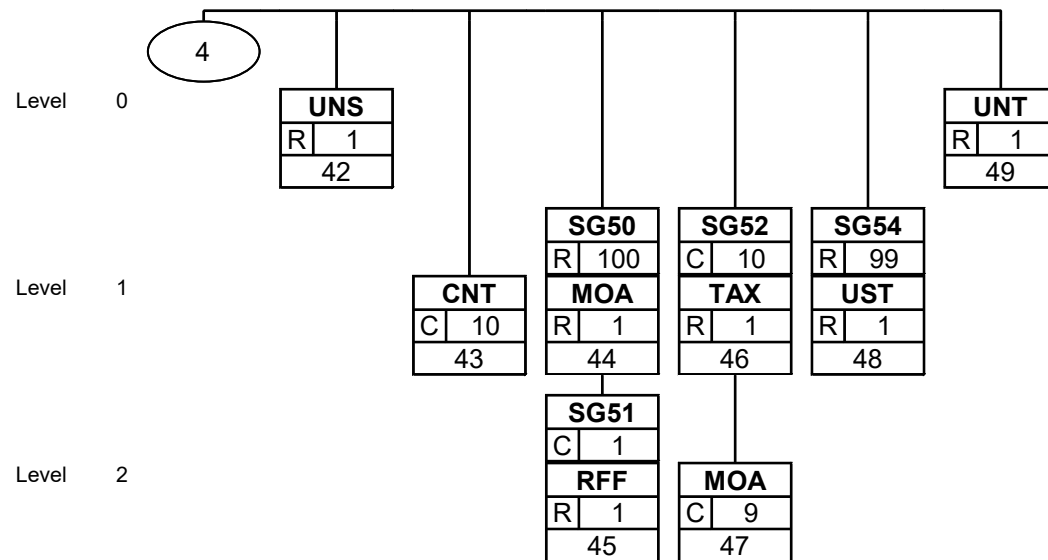 4
Level 0
UNS
UNT
R 1
R 1
42
49
SG50
SG52
SG54
R 100
C 10
R 99
Level 1
CNT
MOA
TAX
UST
C 10
R 1
R 1
R 1
43
44
46
48
SG51
C 1
Level 2
RFF
MOA
R 1
C 9
45
47